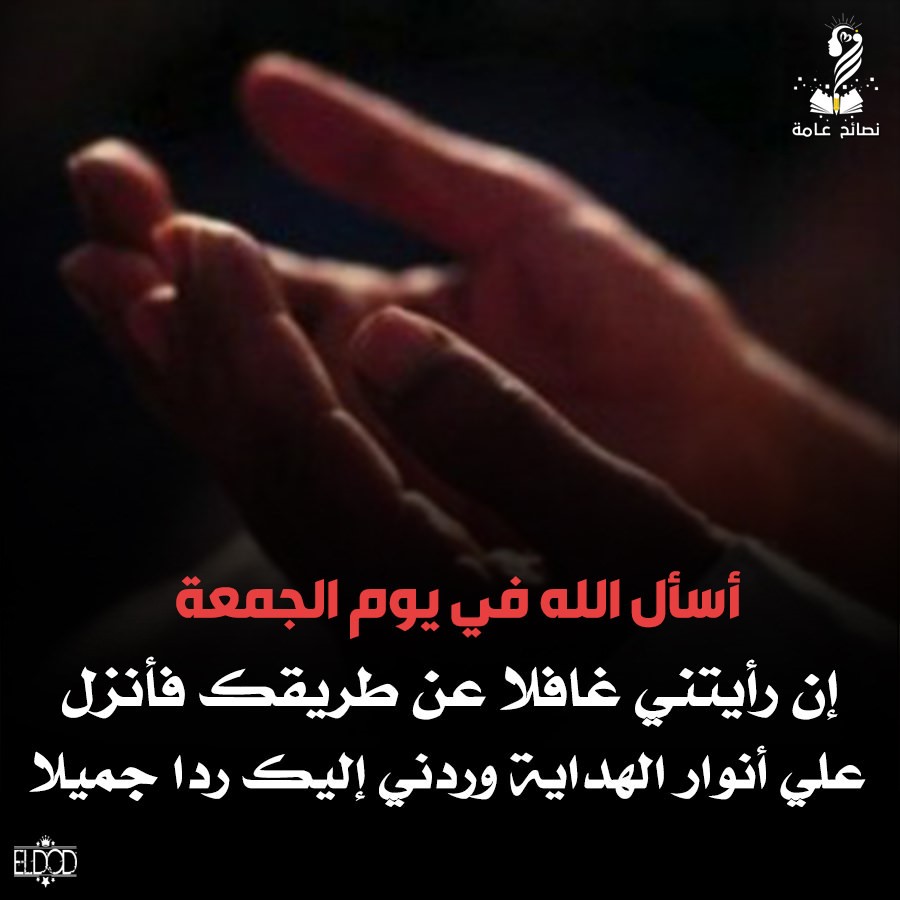 نصائح عامة
أسأل الله في يوم الجمعة
إن رأيتني غافلا عن طريقك فأنزل
علي أنوار الهداية وردني إليك ردا جميلا
ELDOD